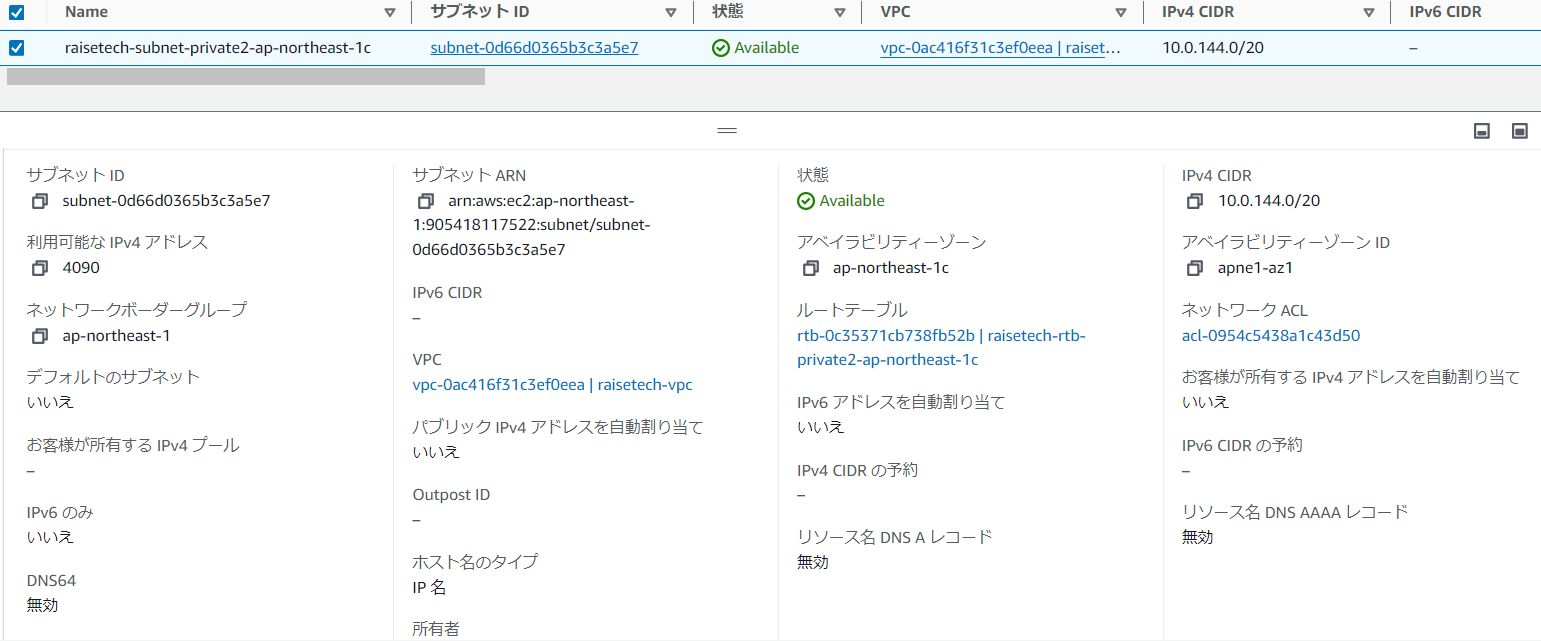 Name サブネット ID 状態 VPC IPv4 CIDR IPv6 CIDR
raisetech-subnet-private2-ap-northeast-1c subnet-0d66d0365b3c3a5e7 Available vpc-0ac416f31c3ef0eea | raiset… 10.0.144.0/20 –
サブネット ID
subnet-0d66d0365b3c3a5e7
利用可能な IPv4 アドレス
4090
ネットワークボーダーグループ
ap-northeast-1
デフォルトのサブネット
いいえ
お客様が所有する IPv4 プール
–
IPv6 のみ
いいえ
DNS64
無効
サブネット ARN
arn:aws:ec2:ap-northeast-
1:905418117522:subnet/subnet-
0d66d0365b3c3a5e7
IPv6 CIDR
–
VPC
vpc-0ac416f31c3ef0eea | raisetech-vpc
パブリック IPv4 アドレスを自動割り当て
いいえ
Outpost ID
–
ホスト名のタイプ
IP 名
所有者
状態
Available
アベイラビリティーゾーン
ap-northeast-1c
ルートテーブル
rtb-0c35371cb738fb52b | raisetech-rtb-
private2-ap-northeast-1c
IPv6 アドレスを自動割り当て
いいえ
IPv4 CIDR の予約
–
リソース名 DNS A レコード
無効
IPv4 CIDR
10.0.144.0/20
アベイラビリティーゾーン ID
apne1-az1
ネットワーク ACL
acl-0954c5438a1c43d50
お客様が所有する IPv4 アドレスを自動割り当て
いいえ
IPv6 CIDR の予約
–
リソース名 DNS AAAA レコード
無効